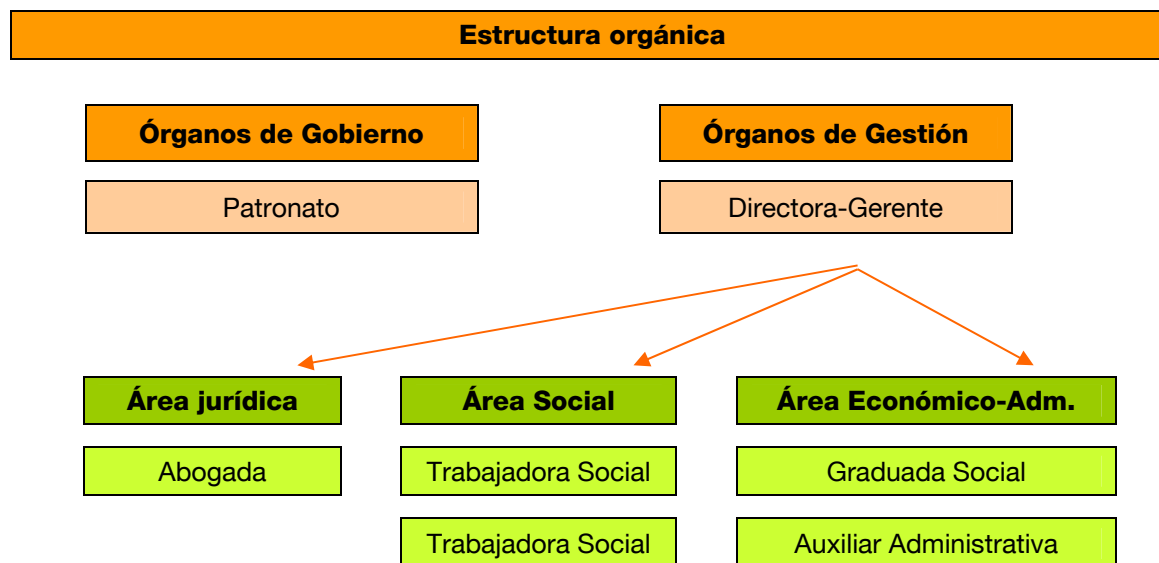 Estructura orgánica
Órganos de Gobierno
Órganos de Gestión
Patronato
Directora-Gerente
Área jurídica
Área Social
Área Económico-Adm.
Abogada
Trabajadora Social
Graduada Social
Trabajadora Social
Auxiliar Administrativa